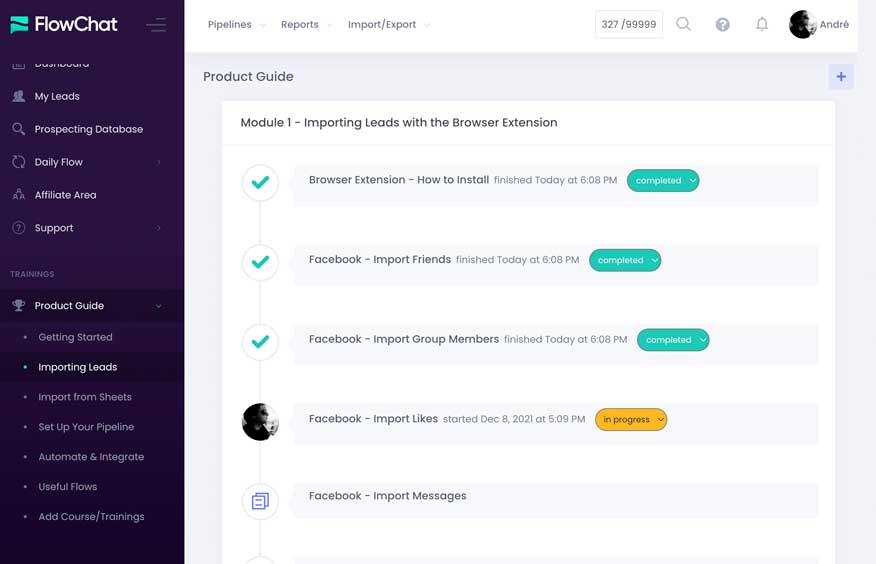 FlowChat
Pipelines
Reports
Import/Export
327 /99999
André
Dashboard
My Leads
Prospecting Database
Daily Flow
Affiliate Area
Support
TRAININGS
Product Guide
Getting Started
Importing Leads
Import from Sheets
Set Up Your Pipeline
Automate & Integrate
Useful Flows
Add Course/Trainings
Product Guide
Module 1 - Importing Leads with the Browser Extension
Browser Extension - How to Install finished Today at 6:08 PM completed
Facebook - Import Friends finished Today at 6:08 PM completed
Facebook - Import Group Members finished Today at 6:08 PM completed
Facebook - Import Likes started Dec 8, 2021 at 5:09 PM in progress
Facebook - Import Messages